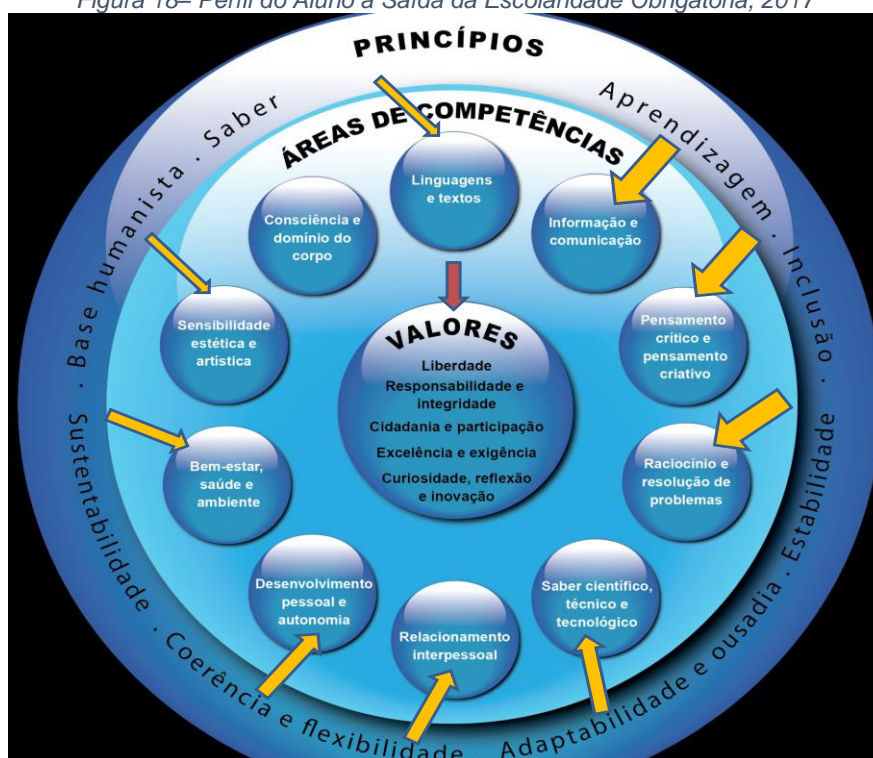 Figura 18– Perfil do Aluno à Saída da Escolaridade Obrigatória, 2017
PRINCÍPIOS
Base humanista . Saber
Aprendizagem . Inclusão .
ÁREAS DE COMPETÊNCIAS
Linguagens
e textos
Consciência e
domínio do
corpo
Informação e
comunicação
Sensibilidade
estética e
artística
Pensamento
crítico e
pensamento
criativo
VALORES
Liberdade
Responsabilidade e
integridade
Cidadania e participação
Excelência e exigência
Curiosidade, reflexão
e inovação
Bem-estar,
saúde e
ambiente
Raciocínio e
resolução de
problemas
Desenvolvimento
pessoal e
autonomia
Relacionamento
interpessoal
Saber científico,
técnico e
tecnológico
Sustentabilidade . Coerência e flexibilidade .
Adaptabilidade e ousadia . Estabilidade